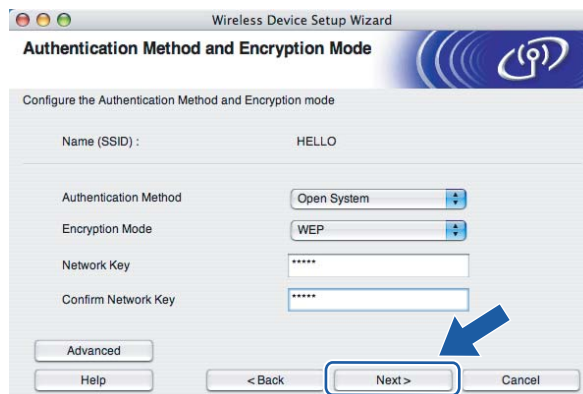 Wireless Device Setup Wizard
Authentication Method and Encryption Mode
Configure the Authentication Method and Encryption mode
Name (SSID) : HELLO
Authentication Method Open System
Encryption Mode WEP
Network Key *****
Confirm Network Key *****
Advanced
Help < Back Next > Cancel